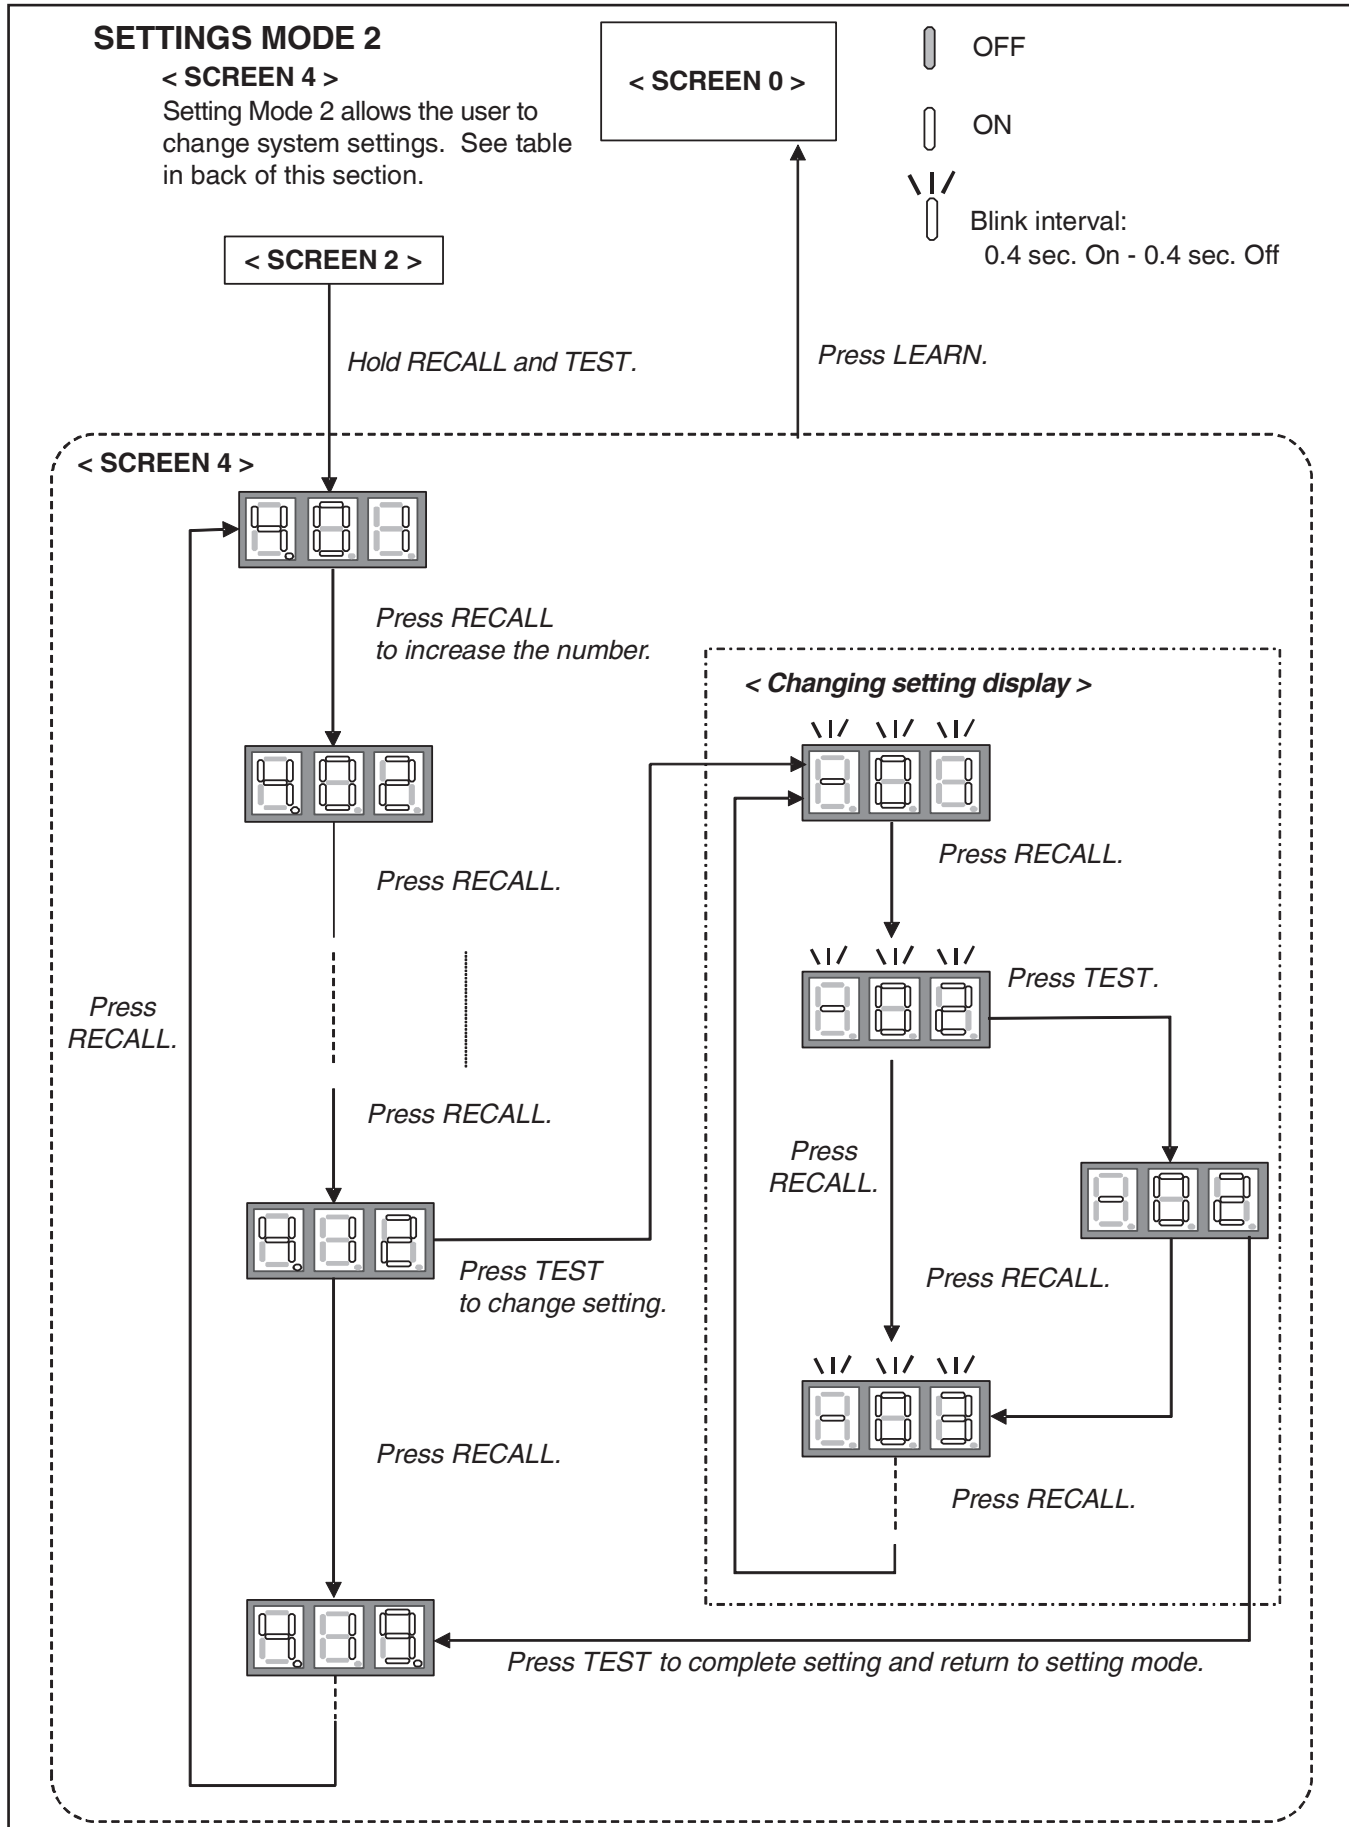 SETTINGS MODE 2
< SCREEN 4 >
Setting Mode 2 allows the user to
change system settings. See table
in back of this section.
< SCREEN 0 >
OFF
ON
Blink interval:
0.4 sec. On - 0.4 sec. Off
< SCREEN 2 >
Hold RECALL and TEST.
Press LEARN.
< SCREEN 4 >
4.01
Press RECALL
to increase the number.
4.02
Press RECALL.
Press RECALL.
Press
RECALL.
4.12
Press TEST
to change setting.
Press RECALL.
4.19.
< Changing setting display >
-01
Press RECALL.
-02
Press TEST.
Press
RECALL.
-02
Press RECALL.
-03
Press RECALL.
Press TEST to complete setting and return to setting mode.